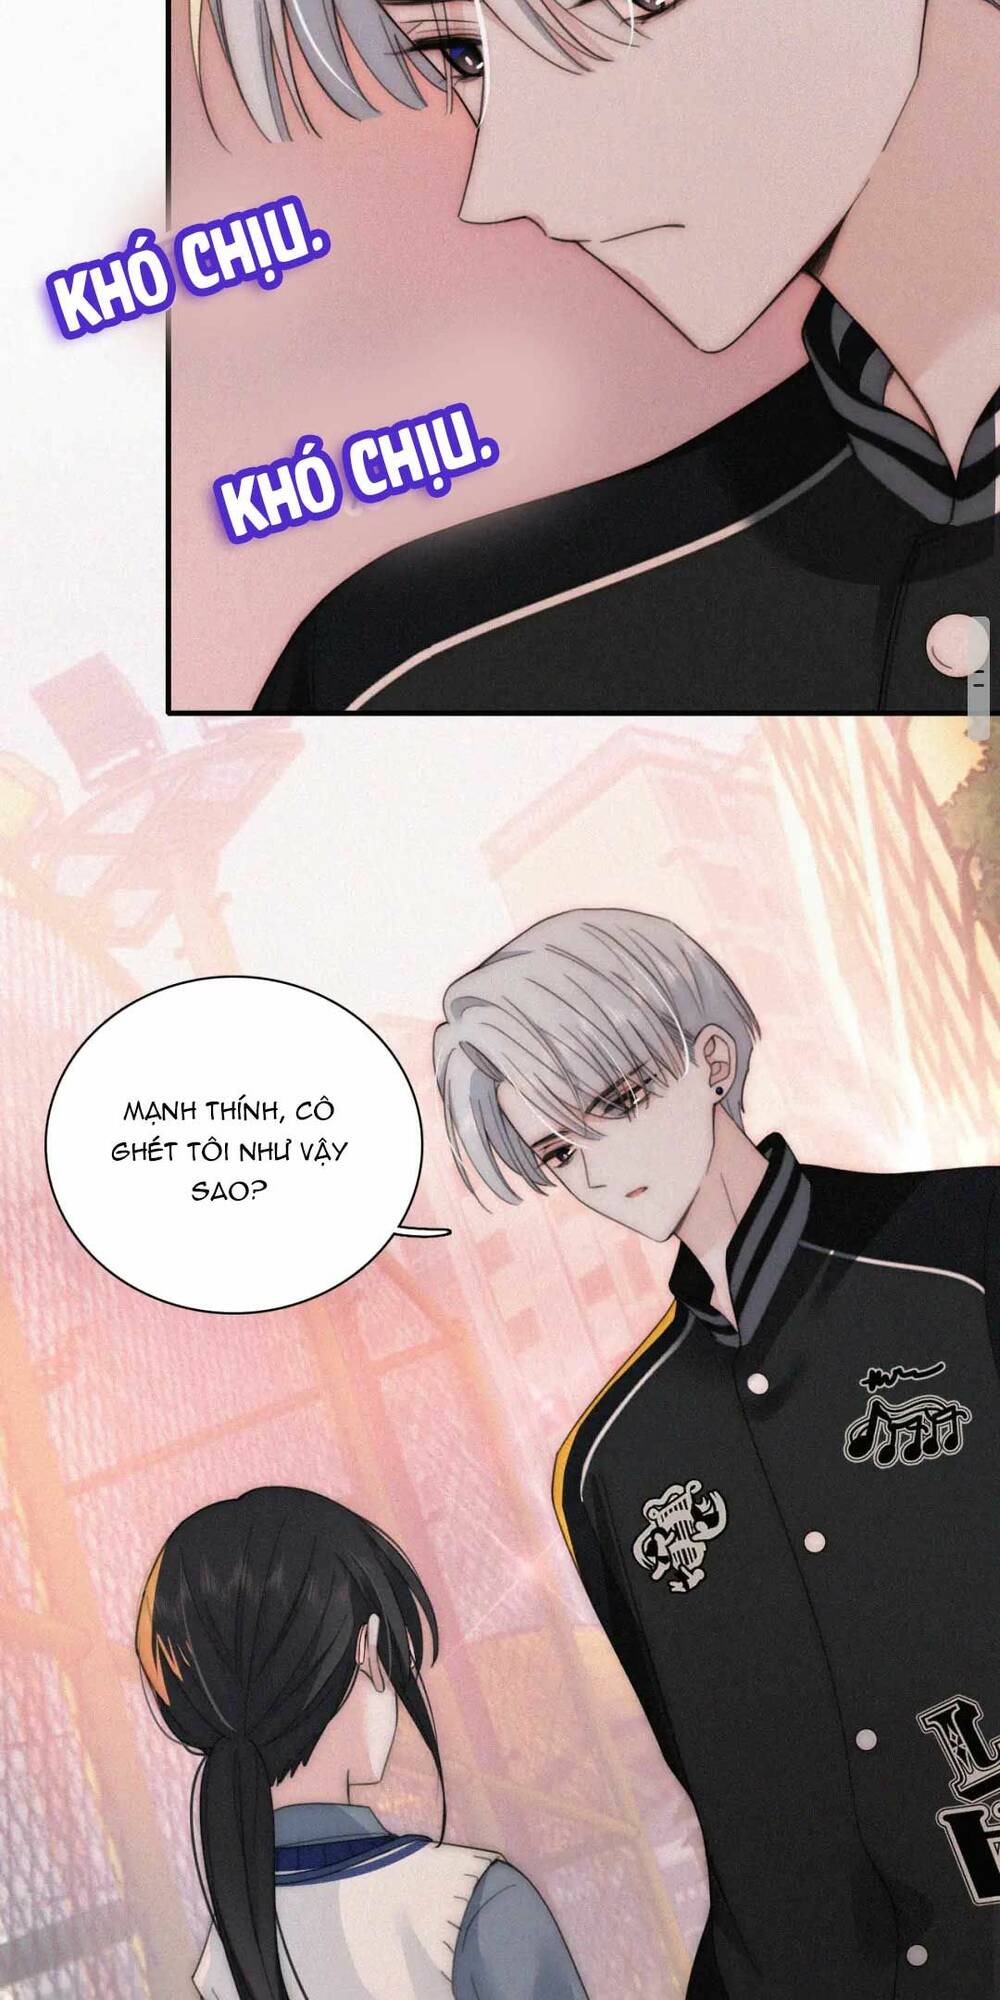 KHÓ CHỊU.
KHÓ CHỊU.
MẠNH THÍNH, CÔ
GHÉT TÔI NHƯ VẬY
SAO?